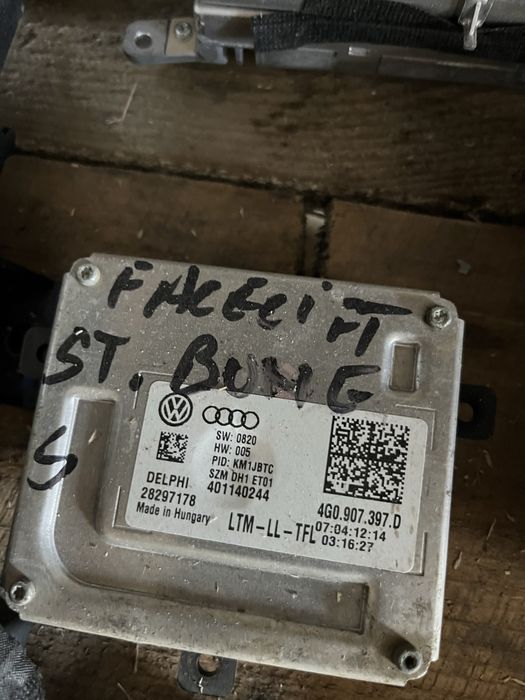 FACELIFT
ST. BUNE
S
SW: 0820
HW: 005
PID: KM1JBTC
SZM DH1 ET01
401140244
DELPHI
28297178
Made in Hungary
LTM-LL-TFL
4G0.907.397.D
07:04:12:14
03:16:27